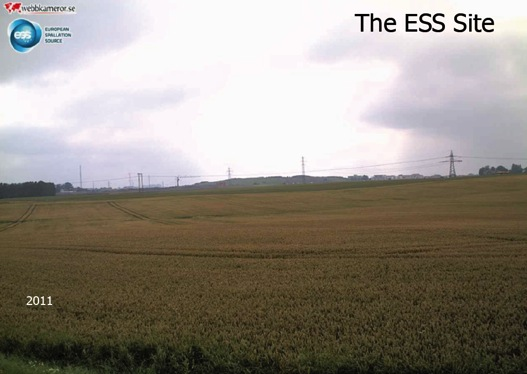 webbkameror.se
The ESS Site
ess
EUROPEAN
SPALLATION
SOURCE
2011